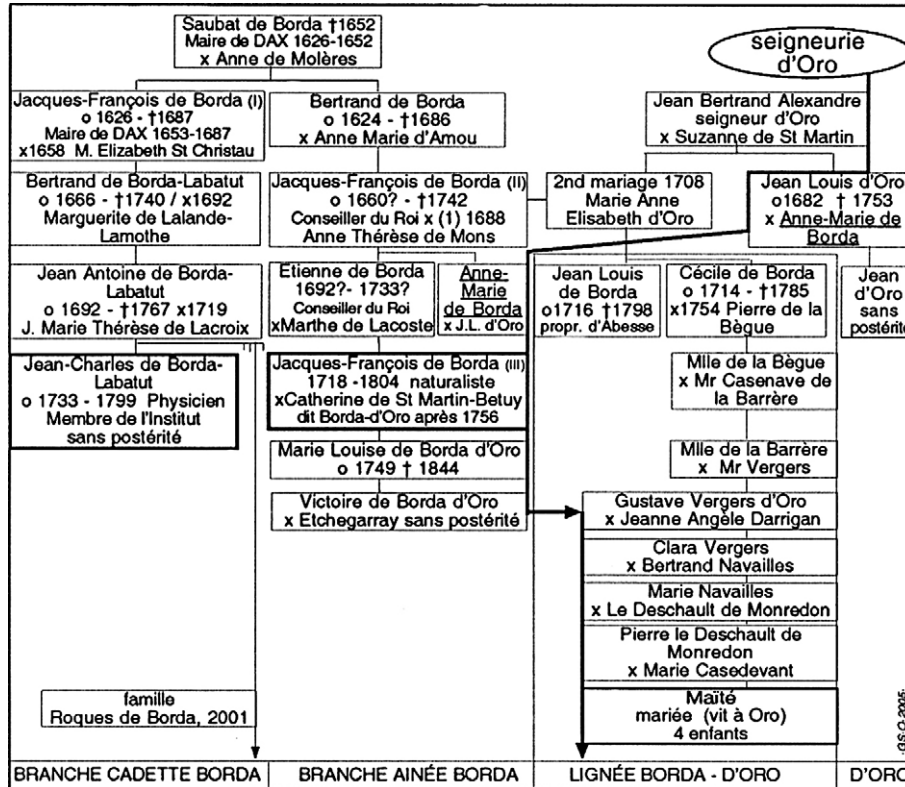 Saubat de Borda †1652
Maire de DAX 1626-1652
x Anne de Molères
seigneurie
d'Oro
Jacques-François de Borda (I)
o 1626 - †1687
Maire de DAX 1653-1687
x1658 M. Elizabeth St Christau
Bertrand de Borda
o 1624 - †1686
x Anne Marie d'Amou
Jean Bertrand Alexandre
seigneur d'Oro
x Suzanne de St Martin
Bertrand de Borda-Labatut
o 1666 - †1740 / x1692
Marguerite de Lalande-
Lamothe
Jacques-François de Borda (II)
o 1660? - †1742
Conseiller du Roi x (1) 1688
Anne Thérèse de Mons
2nd mariage 1708
Marie Anne
Elisabeth d'Oro
Jean Louis d'Oro
o1682 † 1753
x Anne-Marie de
Borda
Jean Antoine de Borda-
Labatut
o 1692 - †1767 x1719
J. Marie Thérèse de Lacroix
Etienne de Borda
1692?- 1733?
Conseiller du Roi
xMarthe de Lacoste
Anne-
Marie
de Borda
x J.L. d'Oro
Jean Louis
de Borda
o1716 †1798
propr. d'Abesse
Cécile de Borda
o 1714 - †1785
x1754 Pierre de la
Bègue
Jean
d'Oro
sans
postérité
Jean-Charles de Borda-
Labatut
o 1733 - 1799 Physicien
Membre de l'Institut
sans postérité
Jacques-François de Borda (III)
1718 -1804 naturaliste
xCatherine de St Martin-Betuy
dit Borda-d'Oro après 1756
Mlle de la Bègue
x Mr Casenave de
la Barrère
Marie Louise de Borda d'Oro
o 1749 † 1844
Mlle de la Barrère
x Mr Vergers
Victoire de Borda d'Oro
x Etchegarray sans postérité
Gustave Vergers d'Oro
x Jeanne Angèle Darrigan
Clara Vergers
x Bertrand Navailles
Marie Navailles
x Le Deschault de Monredon
Pierre le Deschault de
Monredon
x Marie Casedevant
famille
Roques de Borda, 2001
Maïté
mariée (vit à Oro)
4 enfants
G.S.O.2005
BRANCHE CADETTE BORDA
BRANCHE AINÉE BORDA
LIGNÉE BORDA - D'ORO
D'ORO